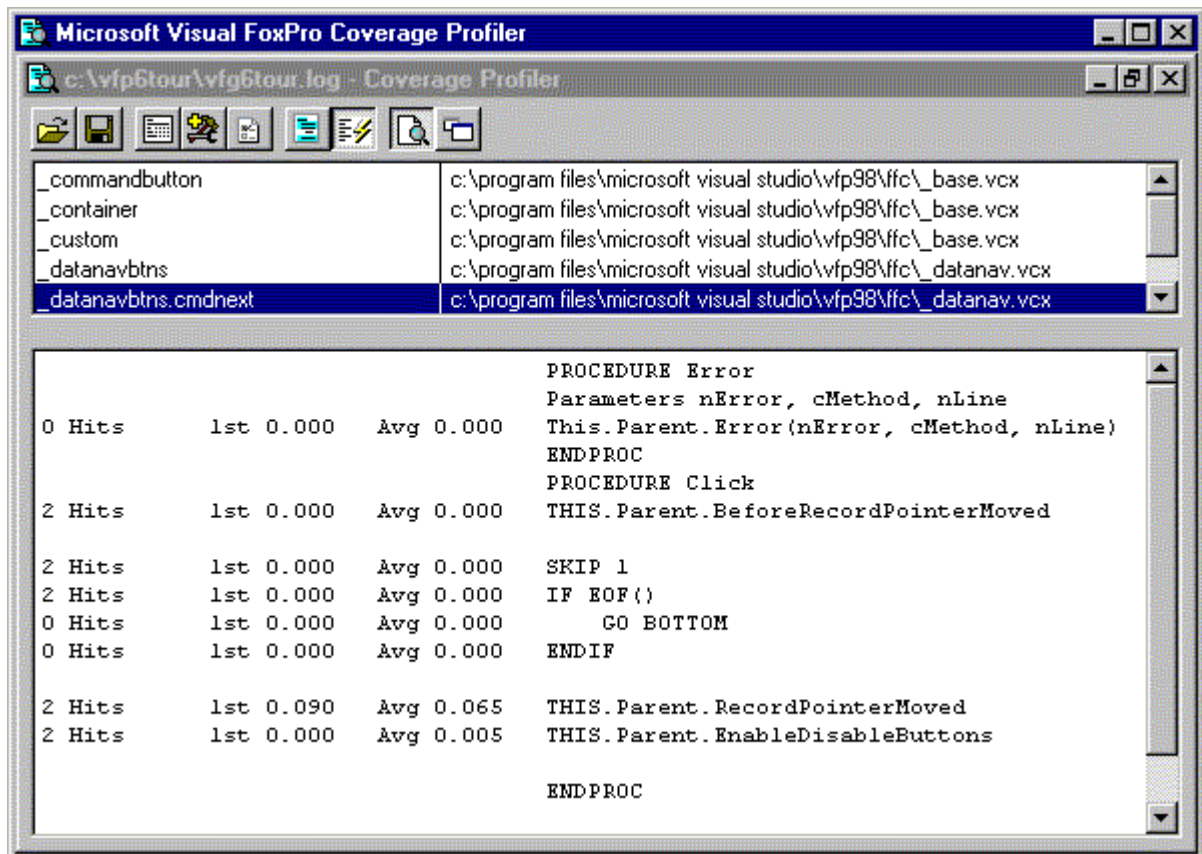 Microsoft Visual FoxPro Coverage Profiler
c:\vfp6tour\vfg6tour.log - Coverage Profiler
_commandbutton c:\program files\microsoft visual studio\vfp98\ffc\_base.vcx
_container c:\program files\microsoft visual studio\vfp98\ffc\_base.vcx
_custom c:\program files\microsoft visual studio\vfp98\ffc\_base.vcx
_datanavbtns c:\program files\microsoft visual studio\vfp98\ffc\_datanav.vcx
_datanavbtns.cmdnext c:\program files\microsoft visual studio\vfp98\ffc\_datanav.vcx
PROCEDURE Error
Parameters nError, cMethod, nLine
0 Hits 1st 0.000 Avg 0.000 This.Parent.Error(nError, cMethod, nLine)
ENDPROC
PROCEDURE Click
2 Hits 1st 0.000 Avg 0.000 THIS.Parent.BeforeRecordPointerMoved
2 Hits 1st 0.000 Avg 0.000 SKIP 1
2 Hits 1st 0.000 Avg 0.000 IF EOF()
0 Hits 1st 0.000 Avg 0.000 GO BOTTOM
0 Hits 1st 0.000 Avg 0.000 ENDIF
2 Hits 1st 0.090 Avg 0.065 THIS.Parent.RecordPointerMoved
2 Hits 1st 0.000 Avg 0.005 THIS.Parent.EnableDisableButtons
ENDPROC